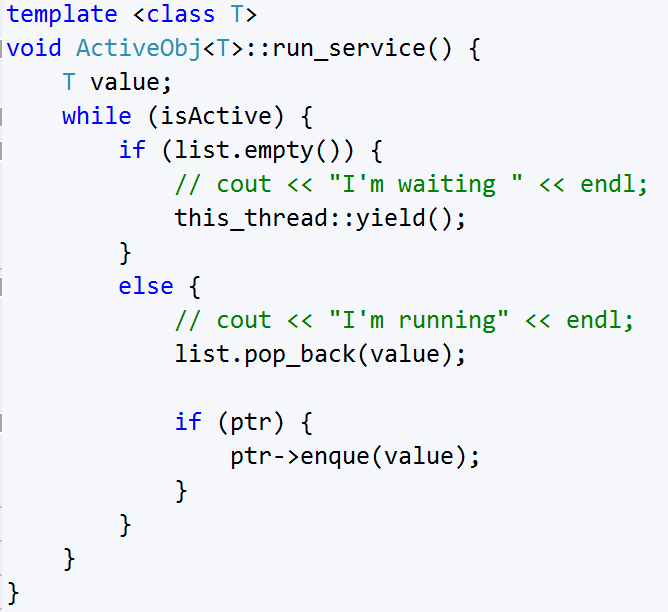 template <class T>
void ActiveObj<T>::run_service() {
    T value;
    while (isActive) {
        if (list.empty()) {
            // cout << "I'm waiting " << endl;
            this_thread::yield();
        }
        else {
            // cout << "I'm running" << endl;
            list.pop_back(value);

            if (ptr) {
                ptr->enque(value);
            }
        }
    }
}